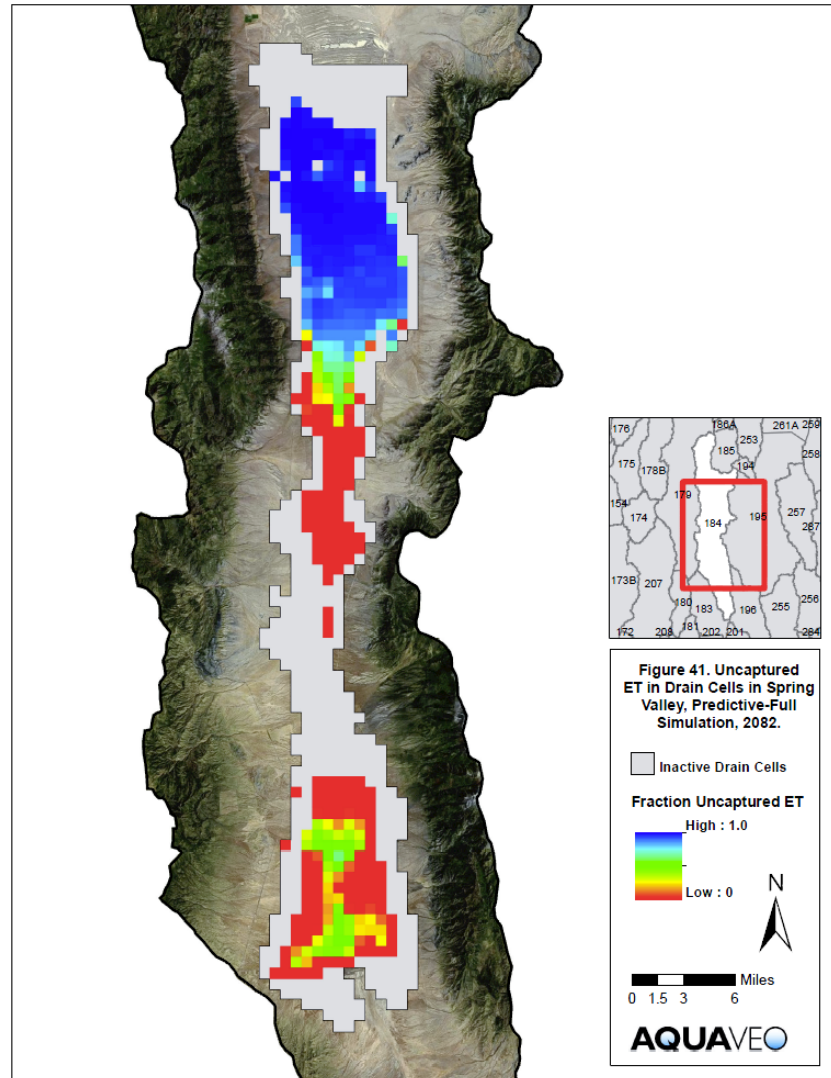 176
186A
261A
259
253
185
258
175
178B
194
179
154
195
257
174
184
287
173B
207
256
180
183
196
255
181
172
208
202
201
284
Figure 41. Uncaptured
ET in Drain Cells in Spring
Valley, Predictive-Full
Simulation, 2082.
Inactive Drain Cells
Fraction Uncaptured ET
High : 1.0
Low : 0
N
Miles
0 1.5 3 6
AQUAVEO